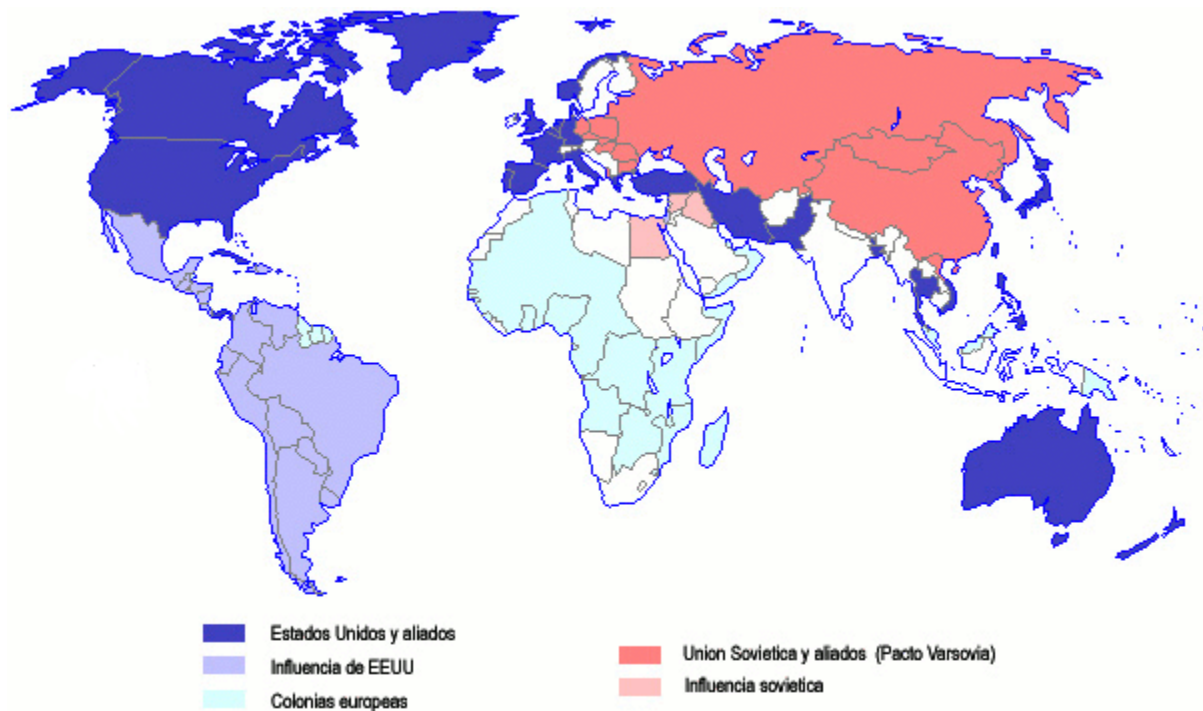 Estados Unidos y aliados
Influencia de EEUU
Colonias europeas
Union Sovietica y aliados (Pacto Varsovia)
Influencia sovietica